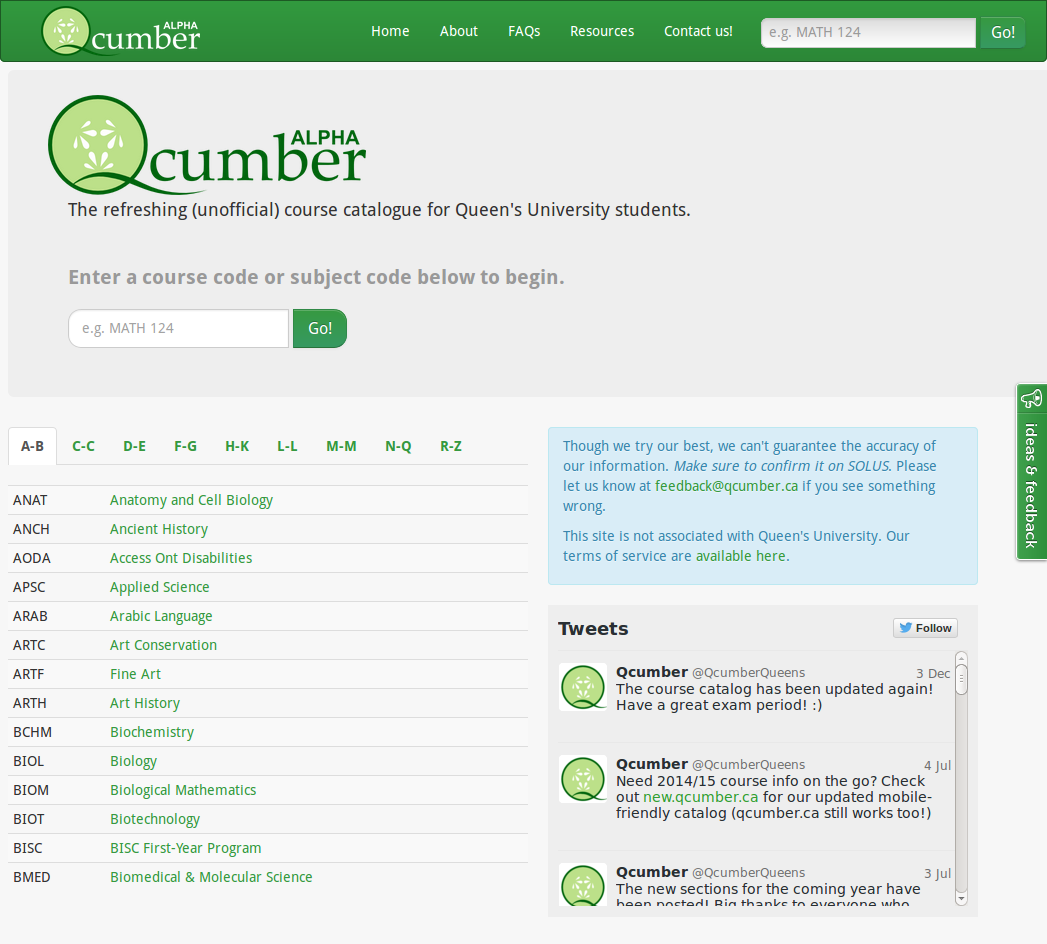 Qcumber ALPHA
Home About FAQs Resources Contact us! e.g. MATH 124 Go!
Qcumber ALPHA
The refreshing (unofficial) course catalogue for Queen's University students.
Enter a course code or subject code below to begin.
e.g. MATH 124 Go!
ideas & feedback
A-B C-C D-E F-G H-K L-L M-M N-Q R-Z
ANAT Anatomy and Cell Biology
ANCH Ancient History
AODA Access Ont Disabilities
APSC Applied Science
ARAB Arabic Language
ARTC Art Conservation
ARTF Fine Art
ARTH Art History
BCHM Biochemistry
BIOL Biology
BIOM Biological Mathematics
BIOT Biotechnology
BISC BISC First-Year Program
BMED Biomedical & Molecular Science
Though we try our best, we can't guarantee the accuracy of
our information. Make sure to confirm it on SOLUS. Please
let us know at feedback@qcumber.ca if you see something
wrong.
This site is not associated with Queen's University. Our
terms of service are available here.
Tweets Follow
Qcumber @QcumberQueens 3 Dec
The course catalog has been updated again!
Have a great exam period! :)
Qcumber @QcumberQueens 4 Jul
Need 2014/15 course info on the go? Check
out new.qcumber.ca for our updated mobile-
friendly catalog (qcumber.ca still works too!)
Qcumber @QcumberQueens 3 Jul
The new sections for the coming year have
been posted! Big thanks to everyone who